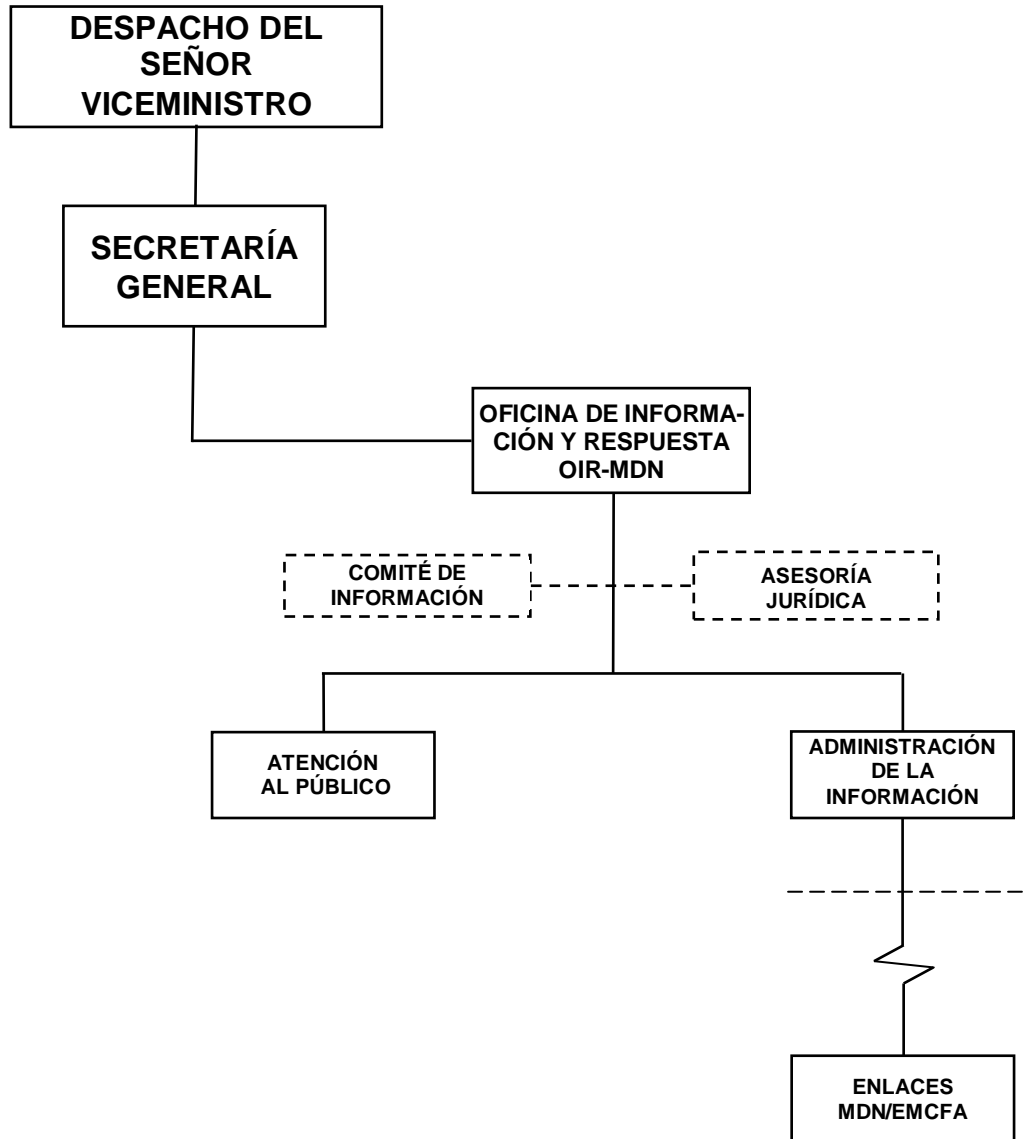 DESPACHO DEL
SEÑOR
VICEMINISTRO
SECRETARÍA
GENERAL
OFICINA DE INFORMA-
CIÓN Y RESPUESTA
OIR-MDN
COMITÉ DE
INFORMACIÓN
ASESORÍA
JURÍDICA
ATENCIÓN
AL PÚBLICO
ADMINISTRACIÓN
DE LA
INFORMACIÓN
ENLACES
MDN/EMCFA